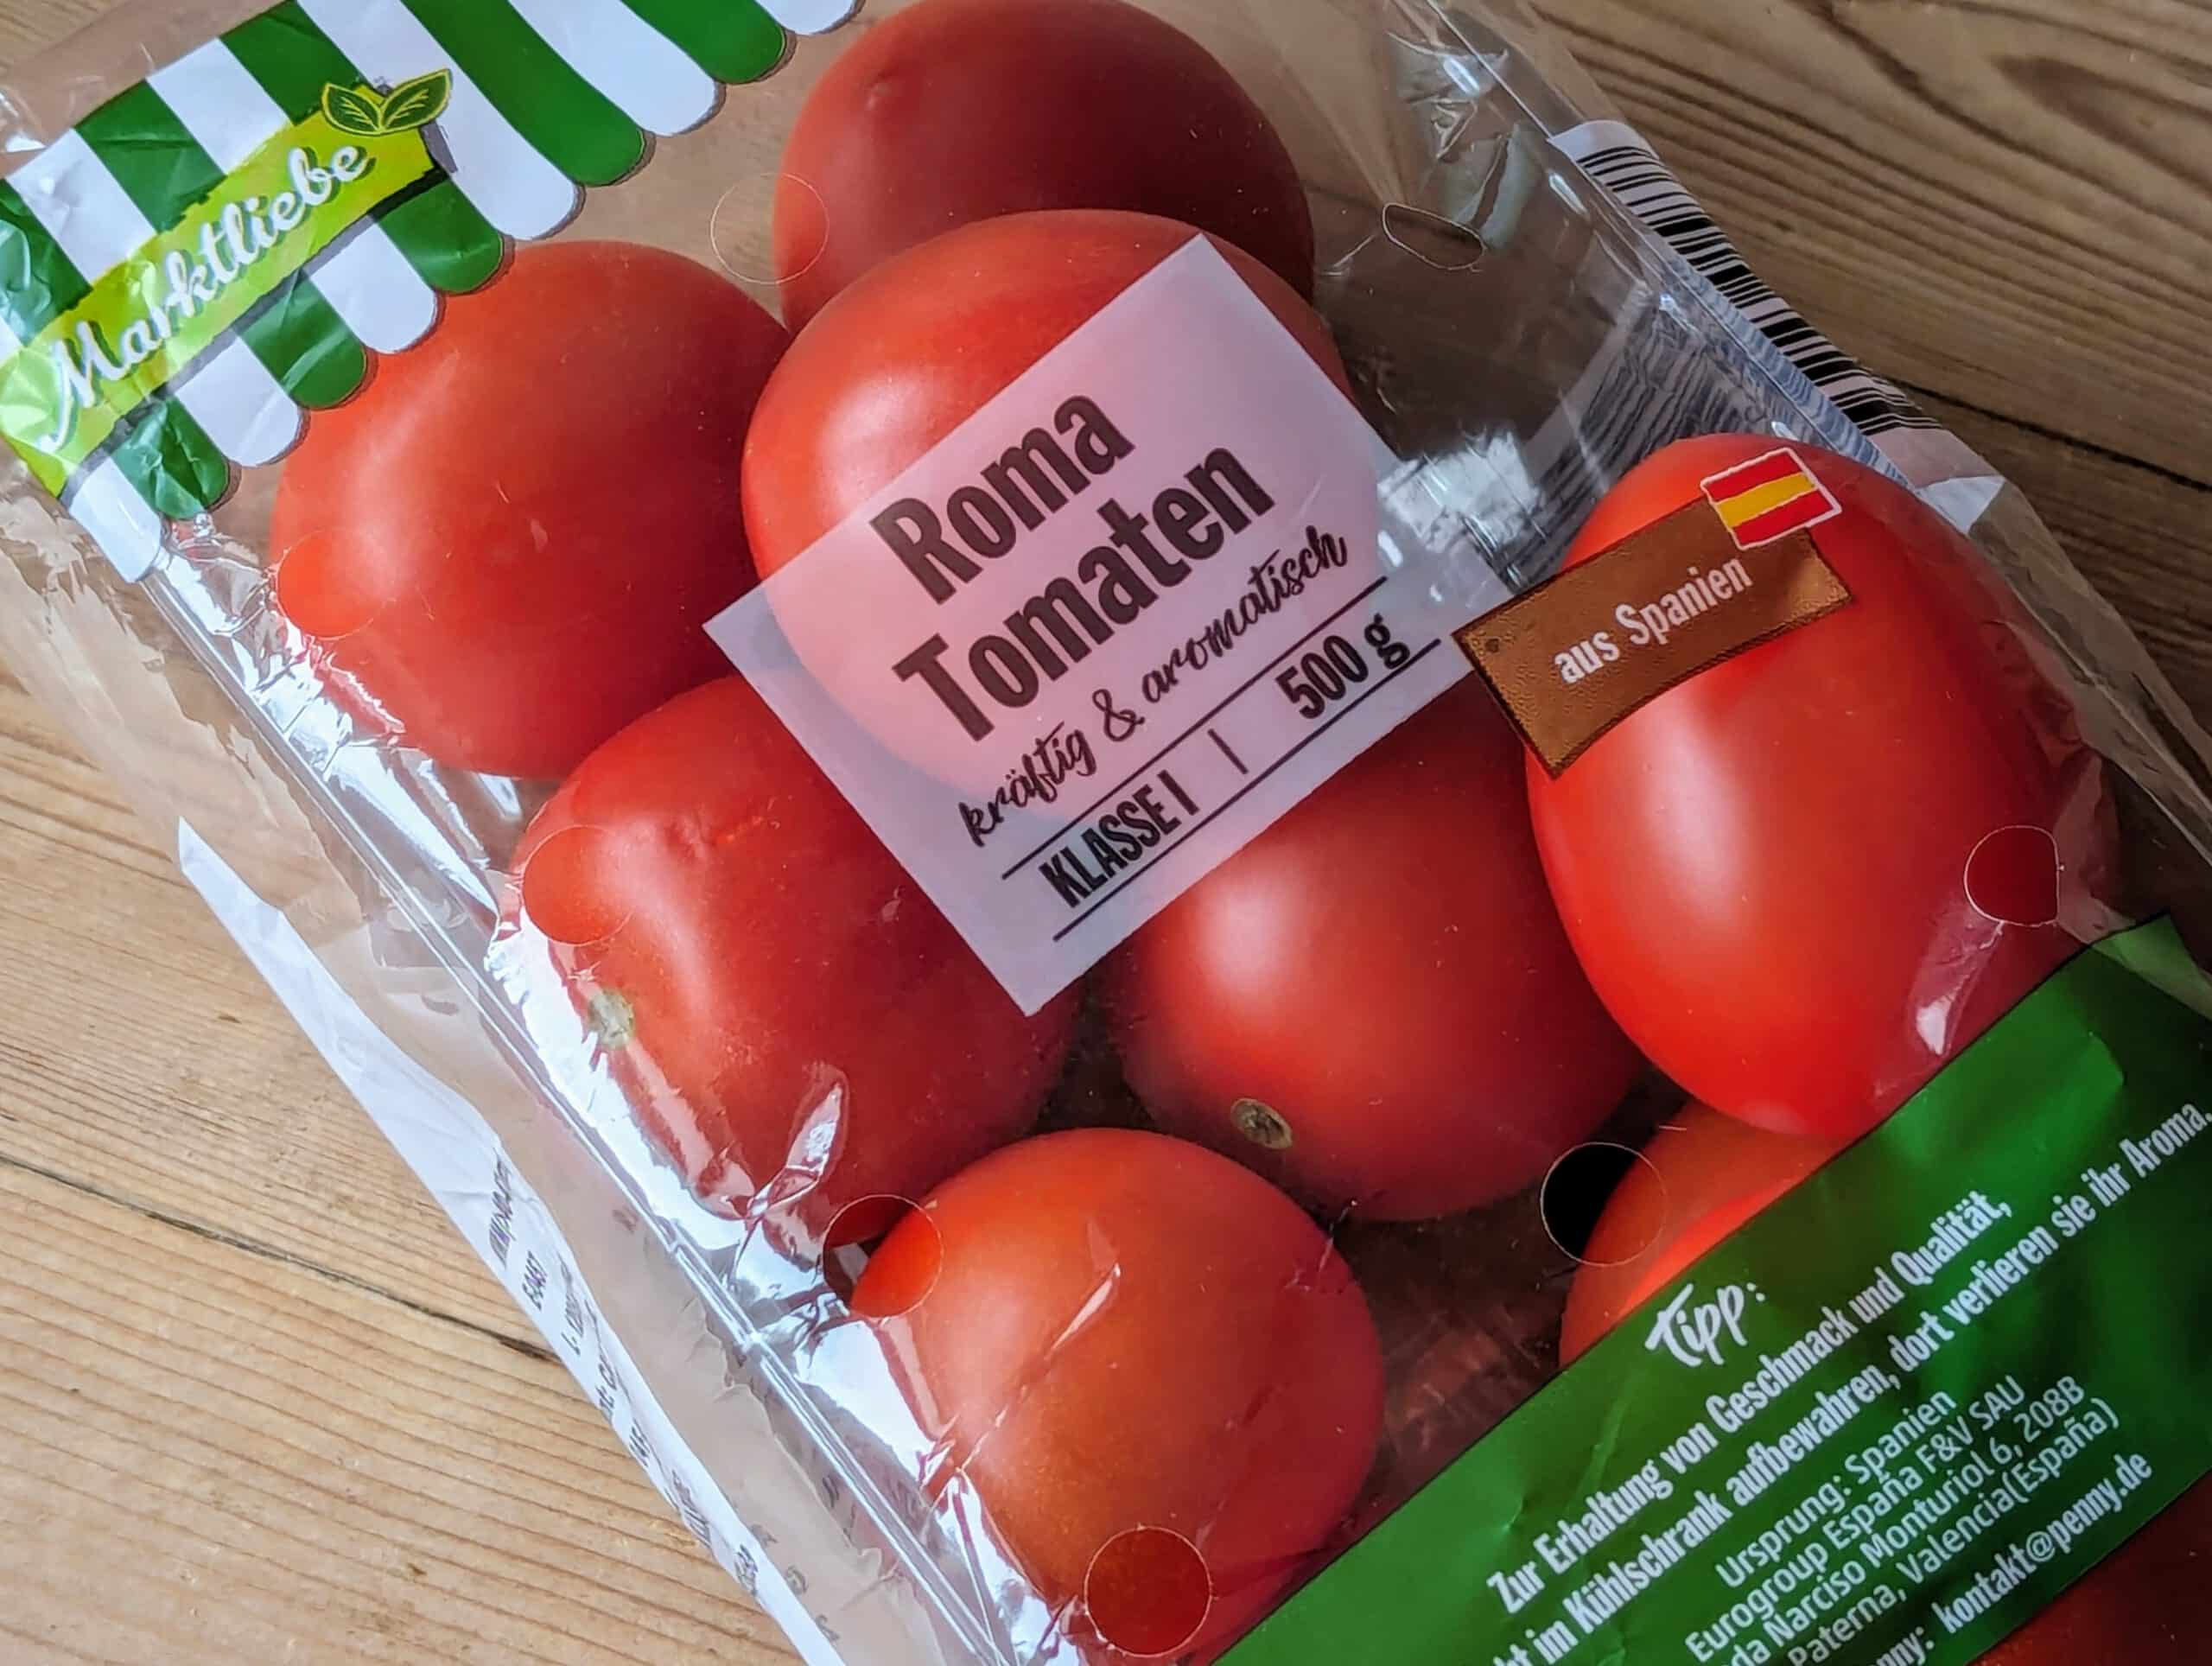 Marktliebe
Roma
Tomaten
kräftig & aromatisch
KLASSE I | 500 g
aus Spanien
Tipp:
Zur Erhaltung von Geschmack und Qualität,
im Kühlschrank aufbewahren, dort verlieren sie ihr Aroma.
Ursprung: Spanien
Eurogroup España F&V SAU
da Narciso Monturiol 6, 208B
Paterna, Valencia(España)
kontakt@penny.de